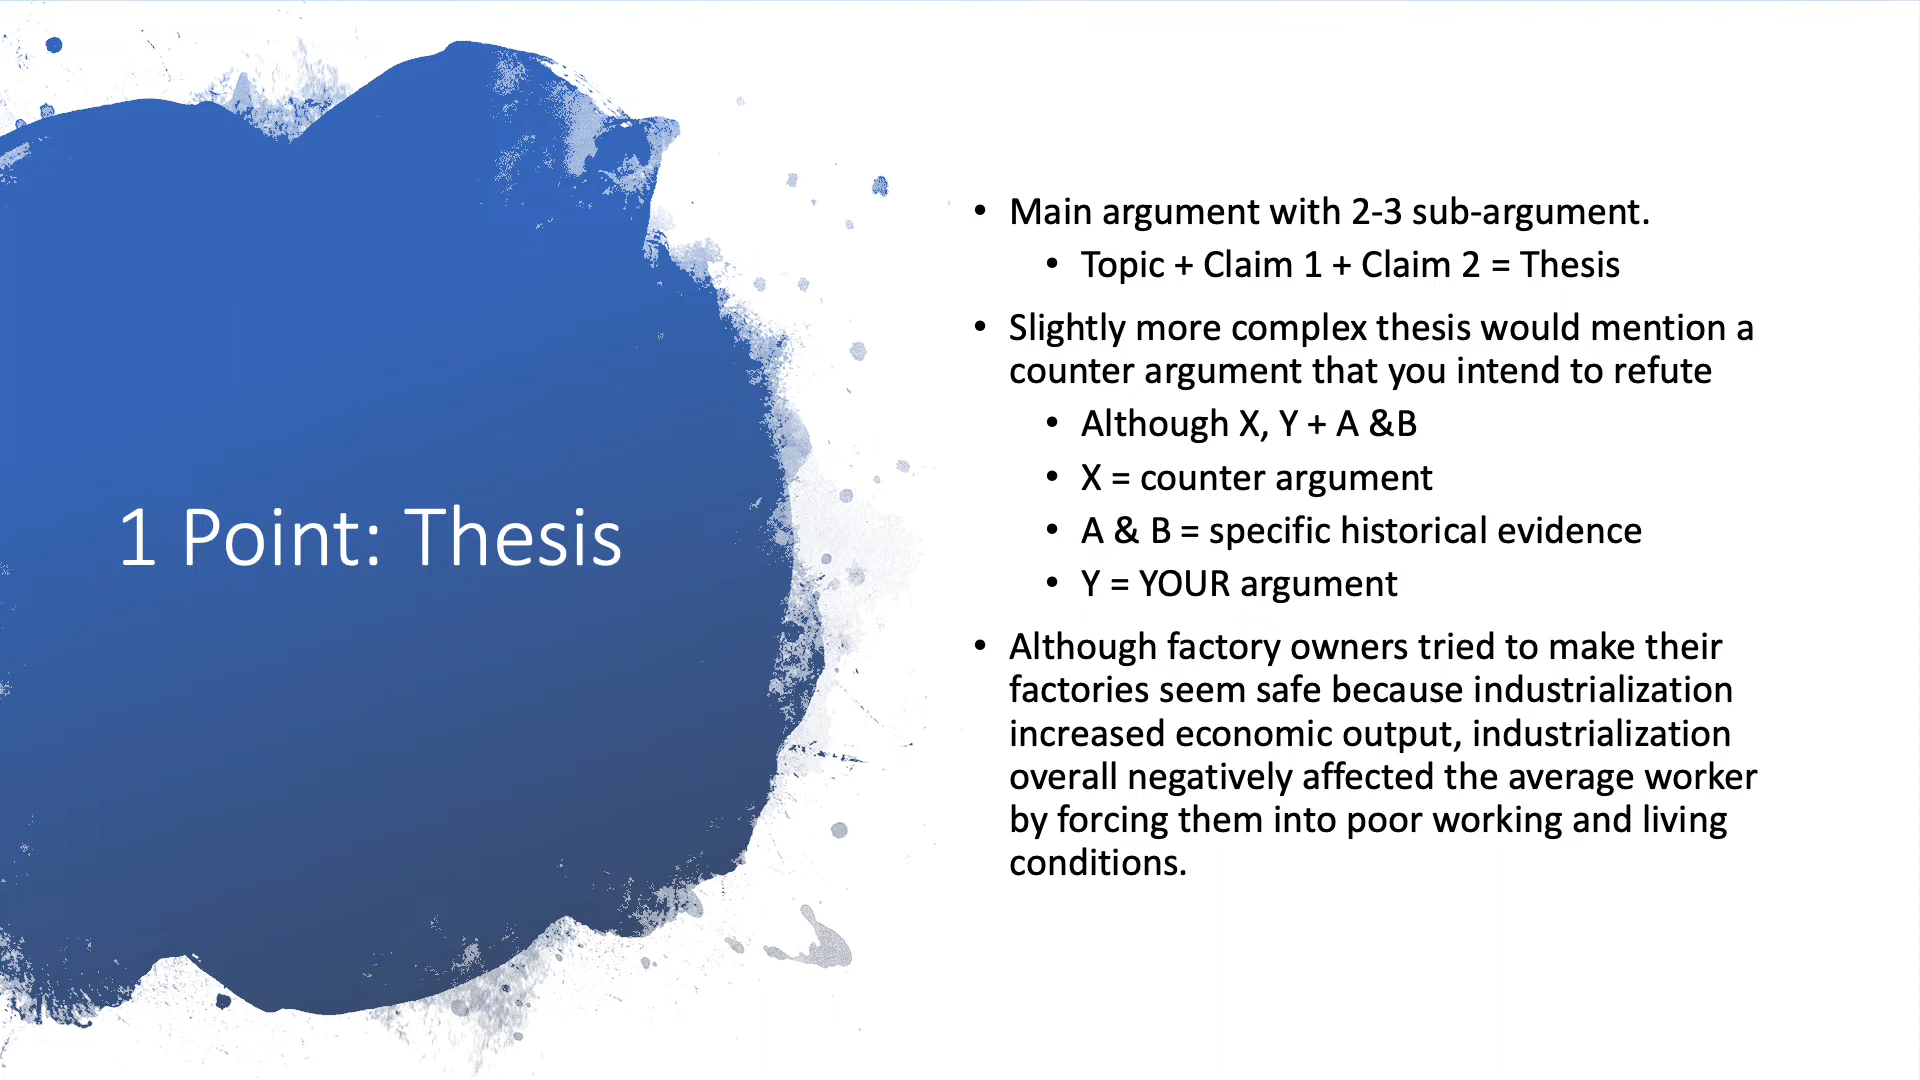 1 Point: Thesis
• Main argument with 2-3 sub-argument.
• Topic + Claim 1 + Claim 2 = Thesis
• Slightly more complex thesis would mention a
counter argument that you intend to refute
• Although X, Y + A &B
• X = counter argument
• A & B = specific historical evidence
• Y = YOUR argument
• Although factory owners tried to make their
factories seem safe because industrialization
increased economic output, industrialization
overall negatively affected the average worker
by forcing them into poor working and living
conditions.